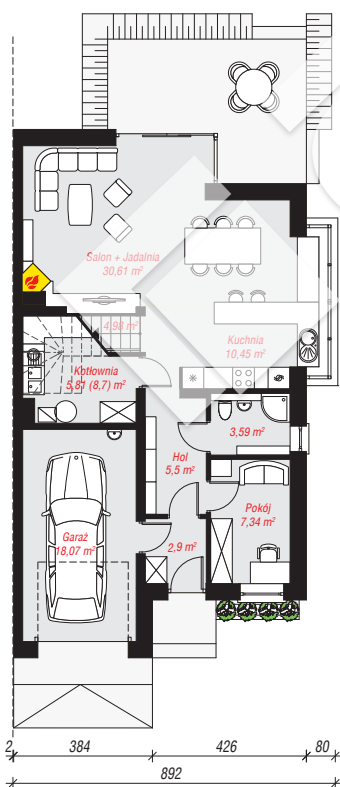 Salon + Jadalnia
30,61 m²
4,98 m²
Kuchnia
10,45 m²
Kotłownia
5,81 (8,7) m²
3,59 m²
Hol
5,5 m²
Pokój
7,34 m²
Garaż
18,07 m²
2,9 m²
2 384 426 80
892